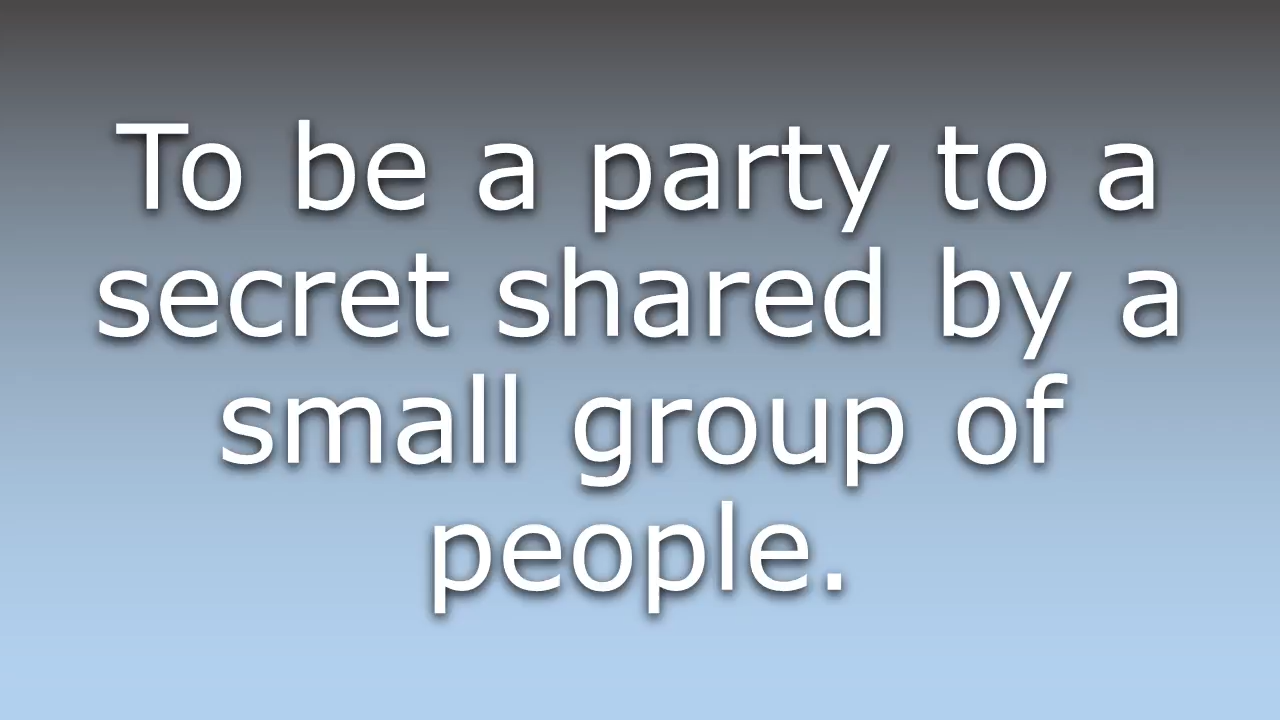 To be a party to a
secret shared by a
small group of
people.